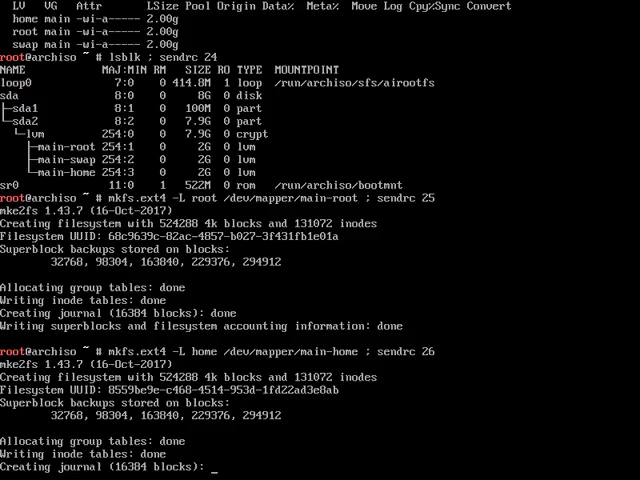 LV   VG   Attr       LSize Pool Origin Data%  Meta%  Move Log Cpy%Sync Convert
home main -wi-a----- 2.00g
root main -wi-a----- 2.00g
swap main -wi-a----- 2.00g
root@archiso ~ # lsblk ; sendrc 24
NAME            MAJ:MIN RM   SIZE RO TYPE  MOUNTPOINT
loop0             7:0    0 414.8M  1 loop  /run/archiso/sfs/airootfs
sda               8:0    0     8G  0 disk
├─sda1            8:1    0   100M  0 part
└─sda2            8:2    0   7.9G  0 part
  └─lvm         254:0    0   7.9G  0 crypt
    ├─main-root 254:1    0     2G  0 lvm
    ├─main-swap 254:2    0     2G  0 lvm
    └─main-home 254:3    0     2G  0 lvm
sr0              11:0    1   522M  0 rom   /run/archiso/bootmnt
root@archiso ~ # mkfs.ext4 -L root /dev/mapper/main-root ; sendrc 25
mke2fs 1.43.7 (16-Oct-2017)
Creating filesystem with 524288 4k blocks and 131072 inodes
Filesystem UUID: 68c9639c-82ac-4857-b027-3f431fb1e01a
Superblock backups stored on blocks:
        32768, 98304, 163840, 229376, 294912
Allocating group tables: done
Writing inode tables: done
Creating journal (16384 blocks): done
Writing superblocks and filesystem accounting information: done
root@archiso ~ # mkfs.ext4 -L home /dev/mapper/main-home ; sendrc 26
mke2fs 1.43.7 (16-Oct-2017)
Creating filesystem with 524288 4k blocks and 131072 inodes
Filesystem UUID: 8559be9e-c468-4514-953d-1fd22ad3e8ab
Superblock backups stored on blocks:
        32768, 98304, 163840, 229376, 294912
Allocating group tables: done
Writing inode tables: done
Creating journal (16384 blocks): _